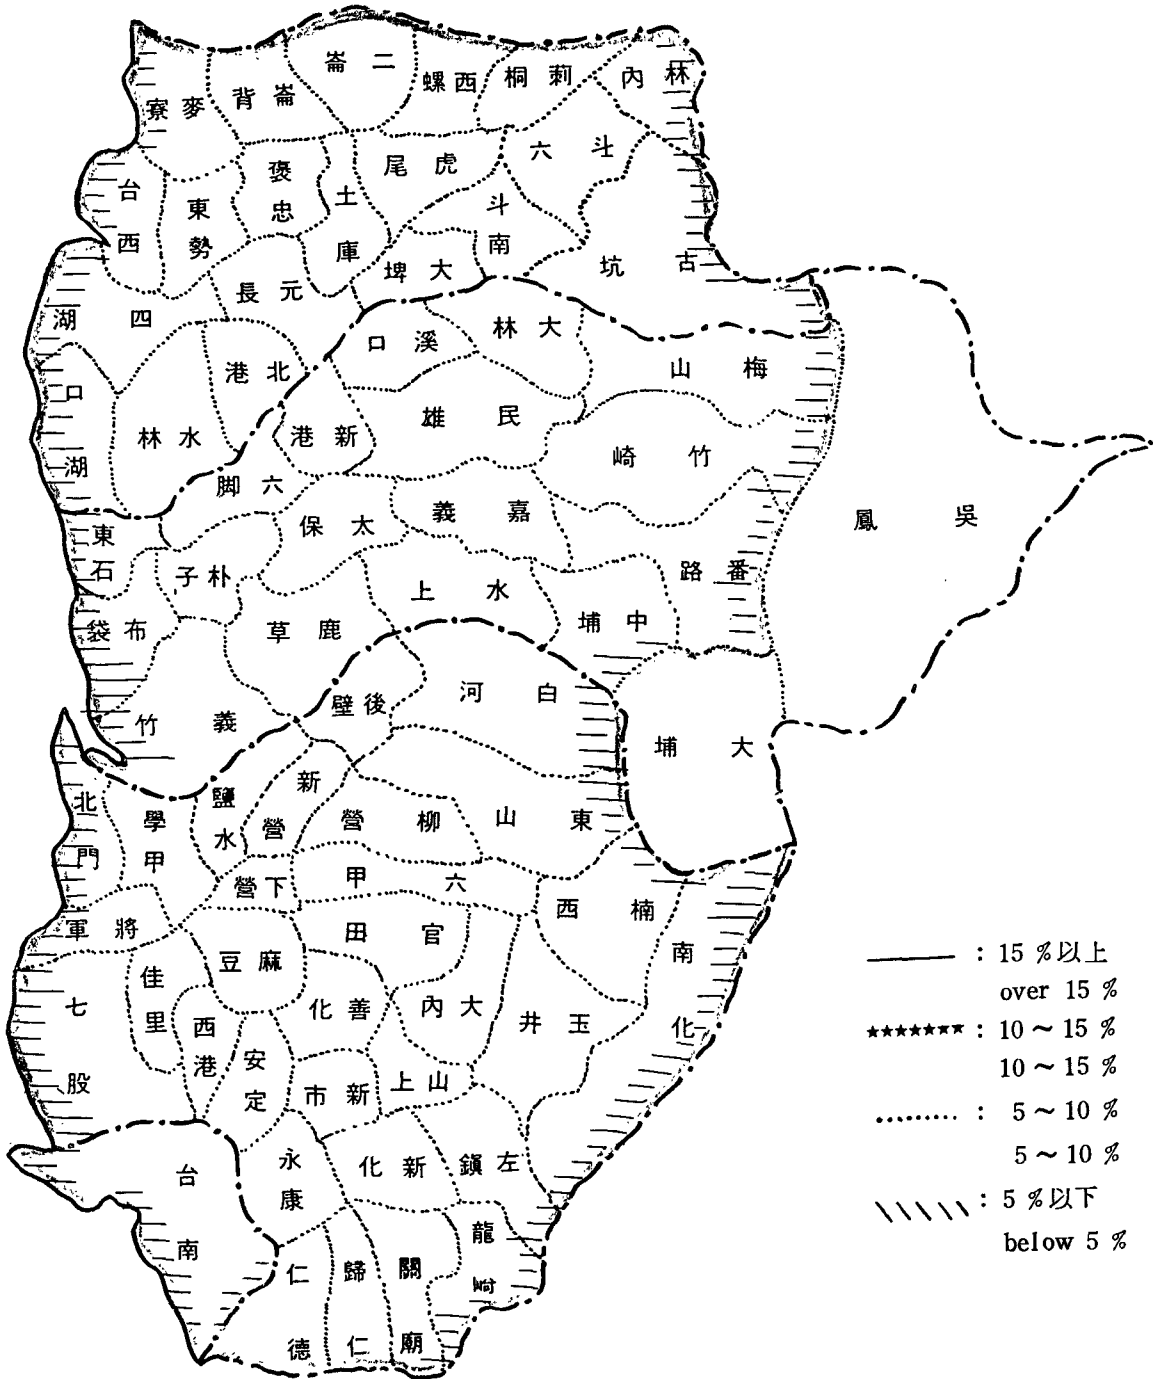 麥寮
崙背
二崙
西螺
莿桐
林內
台西
東勢
褒忠
土庫
虎尾
斗六
斗南
大埤
古坑
四湖
元長
口湖
水林
北港
溪口
大林
梅山
新港
民雄
竹崎
六脚
太保
嘉義
東石
朴子
水上
番路
吳鳳
布袋
鹿草
中埔
義竹
後壁
白河
大埔
北門
學甲
鹽水
新營
柳營
東山
下營
六甲
楠西
將軍
麻豆
官田
南化
七股
佳里
西港
善化
大內
玉井
安定
新市
山上
台南
永康
新化
左鎮
仁德
歸仁
關廟
龍崎
: 15 %以上
over 15 %
: 10 ~ 15 %
10 ~ 15 %
: 5 ~ 10 %
5 ~ 10 %
: 5 %以下
below 5 %